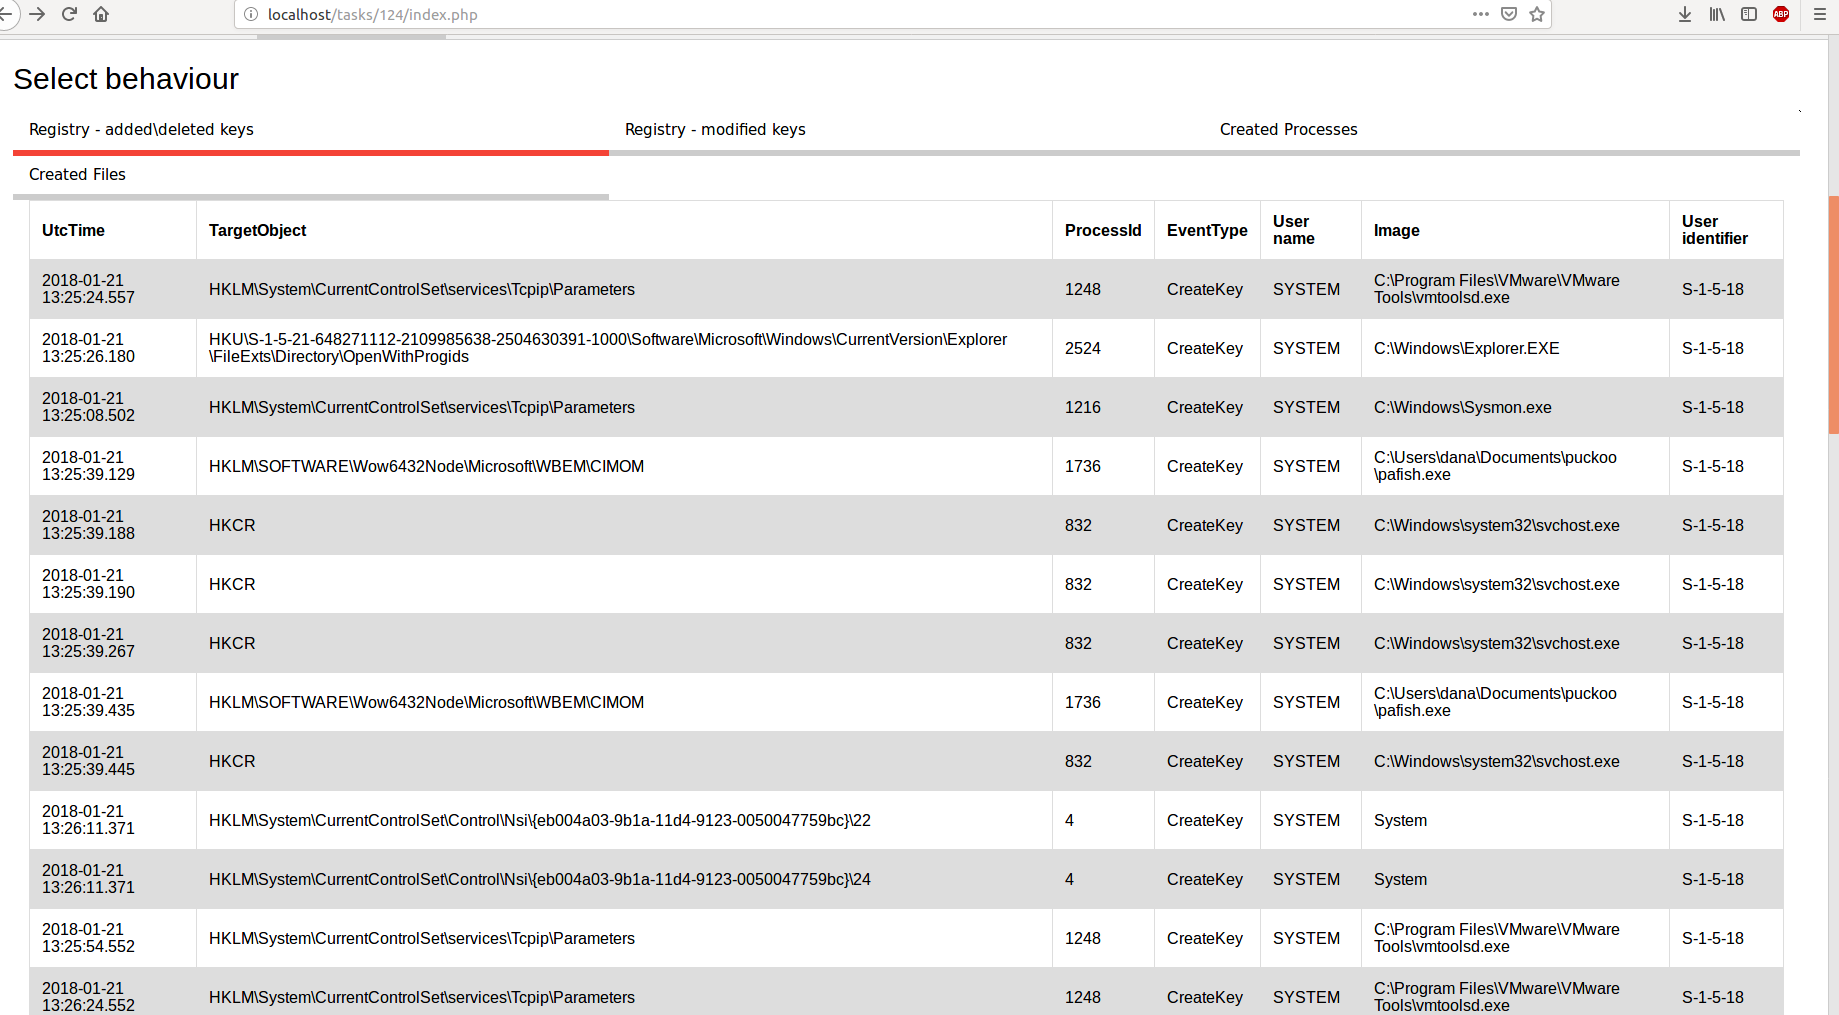 localhost/tasks/124/index.php
ABP
Select behaviour
Registry - added\deleted keys
Registry - modified keys
Created Processes
Created Files
UtcTime TargetObject ProcessId EventType User name Image User identifier
2018-01-21 13:25:24.557 HKLM\System\CurrentControlSet\services\Tcpip\Parameters 1248 CreateKey SYSTEM C:\Program Files\VMware\VMware Tools\vmtoolsd.exe S-1-5-18
2018-01-21 13:25:26.180 HKU\S-1-5-21-648271112-2109985638-2504630391-1000\Software\Microsoft\Windows\CurrentVersion\Explorer\FileExts\Directory\OpenWithProgids 2524 CreateKey SYSTEM C:\Windows\Explorer.EXE S-1-5-18
2018-01-21 13:25:08.502 HKLM\System\CurrentControlSet\services\Tcpip\Parameters 1216 CreateKey SYSTEM C:\Windows\Sysmon.exe S-1-5-18
2018-01-21 13:25:39.129 HKLM\SOFTWARE\Wow6432Node\Microsoft\WBEM\CIMOM 1736 CreateKey SYSTEM C:\Users\dana\Documents\puckoo\pafish.exe S-1-5-18
2018-01-21 13:25:39.188 HKCR 832 CreateKey SYSTEM C:\Windows\system32\svchost.exe S-1-5-18
2018-01-21 13:25:39.190 HKCR 832 CreateKey SYSTEM C:\Windows\system32\svchost.exe S-1-5-18
2018-01-21 13:25:39.267 HKCR 832 CreateKey SYSTEM C:\Windows\system32\svchost.exe S-1-5-18
2018-01-21 13:25:39.435 HKLM\SOFTWARE\Wow6432Node\Microsoft\WBEM\CIMOM 1736 CreateKey SYSTEM C:\Users\dana\Documents\puckoo\pafish.exe S-1-5-18
2018-01-21 13:25:39.445 HKCR 832 CreateKey SYSTEM C:\Windows\system32\svchost.exe S-1-5-18
2018-01-21 13:26:11.371 HKLM\System\CurrentControlSet\Control\Nsi\{eb004a03-9b1a-11d4-9123-0050047759bc}\22 4 CreateKey SYSTEM System S-1-5-18
2018-01-21 13:26:11.371 HKLM\System\CurrentControlSet\Control\Nsi\{eb004a03-9b1a-11d4-9123-0050047759bc}\24 4 CreateKey SYSTEM System S-1-5-18
2018-01-21 13:25:54.552 HKLM\System\CurrentControlSet\services\Tcpip\Parameters 1248 CreateKey SYSTEM C:\Program Files\VMware\VMware Tools\vmtoolsd.exe S-1-5-18
2018-01-21 13:26:24.552 HKLM\System\CurrentControlSet\services\Tcpip\Parameters 1248 CreateKey SYSTEM C:\Program Files\VMware\VMware Tools\vmtoolsd.exe S-1-5-18